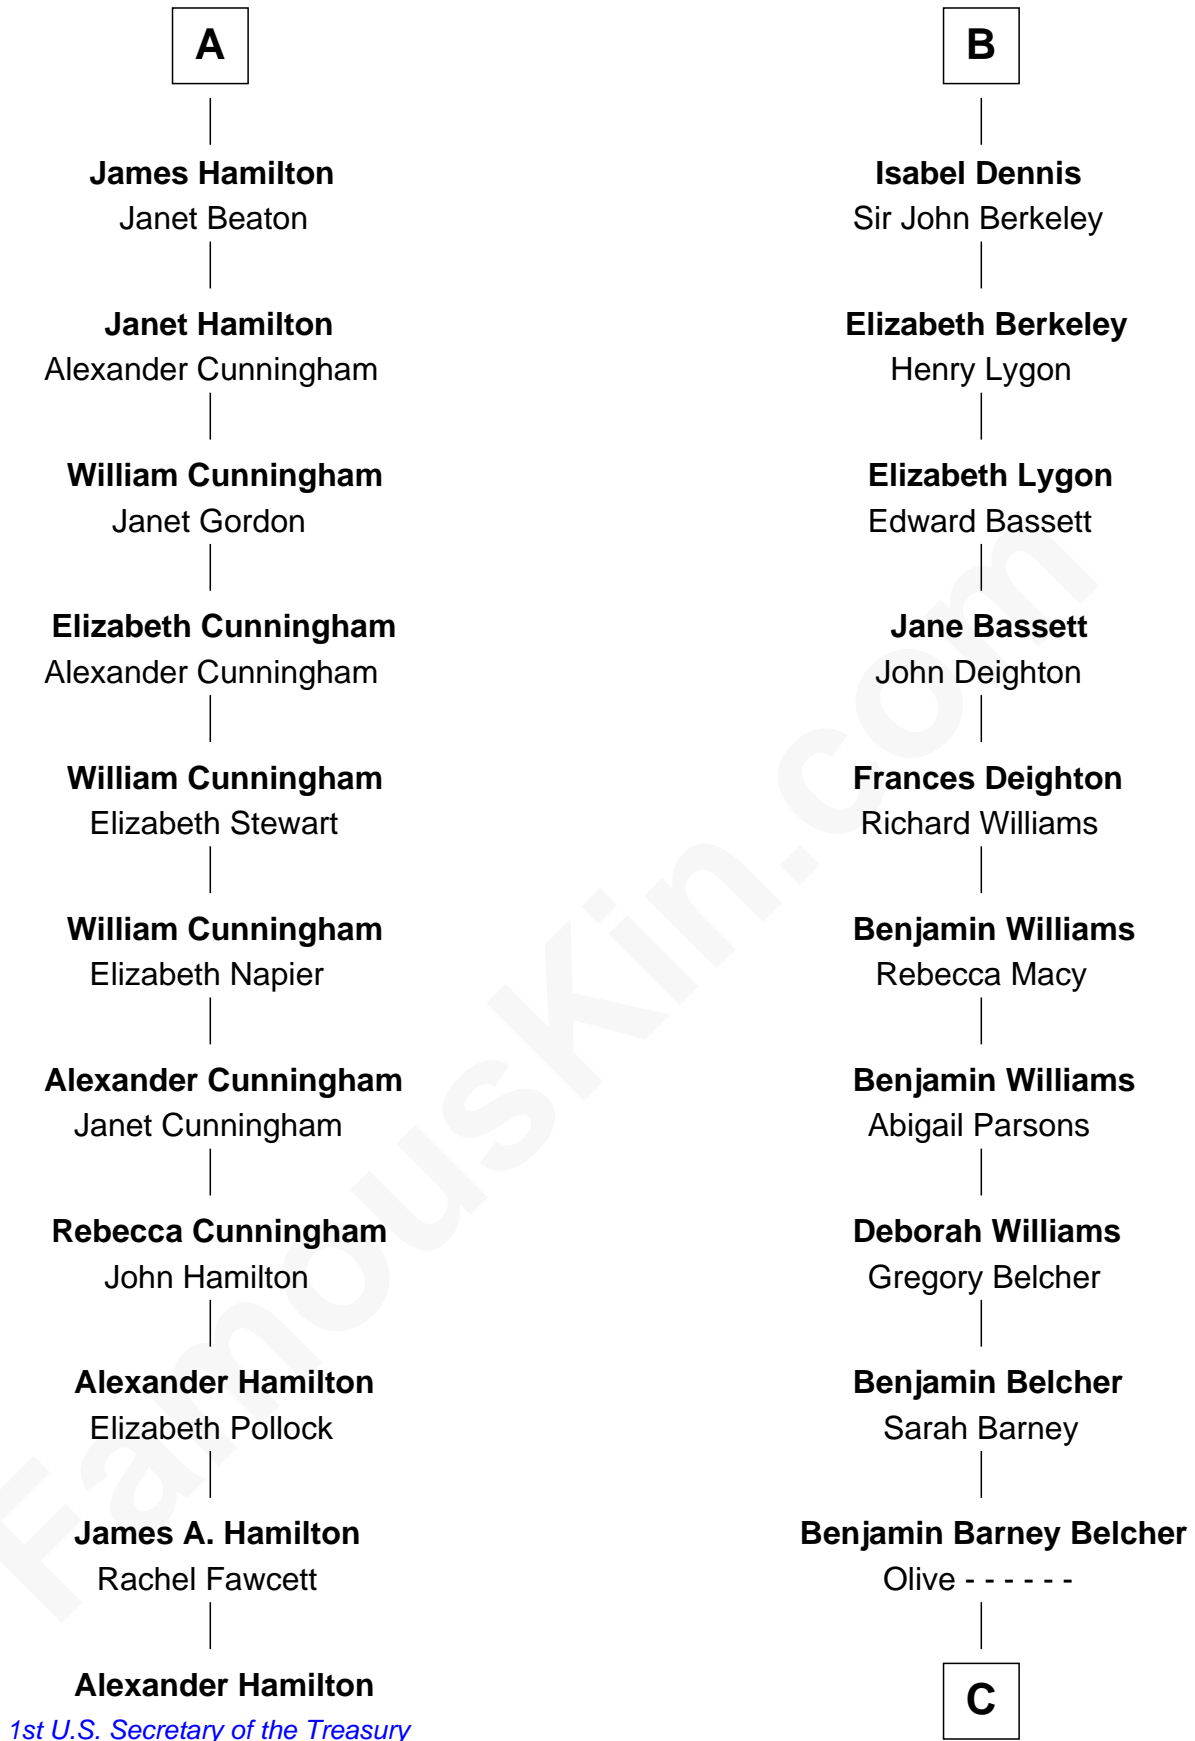 A
James Hamilton
Janet Beaton
Janet Hamilton
Alexander Cunningham
William Cunningham
Janet Gordon
Elizabeth Cunningham
Alexander Cunningham
William Cunningham
Elizabeth Stewart
William Cunningham
Elizabeth Napier
Alexander Cunningham
Janet Cunningham
Rebecca Cunningham
John Hamilton
Alexander Hamilton
Elizabeth Pollock
James A. Hamilton
Rachel Fawcett
Alexander Hamilton
1st U.S. Secretary of the Treasury
B
Isabel Dennis
Sir John Berkeley
Elizabeth Berkeley
Henry Lygon
Elizabeth Lygon
Edward Bassett
Jane Bassett
John Deighton
Frances Deighton
Richard Williams
Benjamin Williams
Rebecca Macy
Benjamin Williams
Abigail Parsons
Deborah Williams
Gregory Belcher
Benjamin Belcher
Sarah Barney
Benjamin Barney Belcher
Olive - - - - - -
C
FamousKin.com